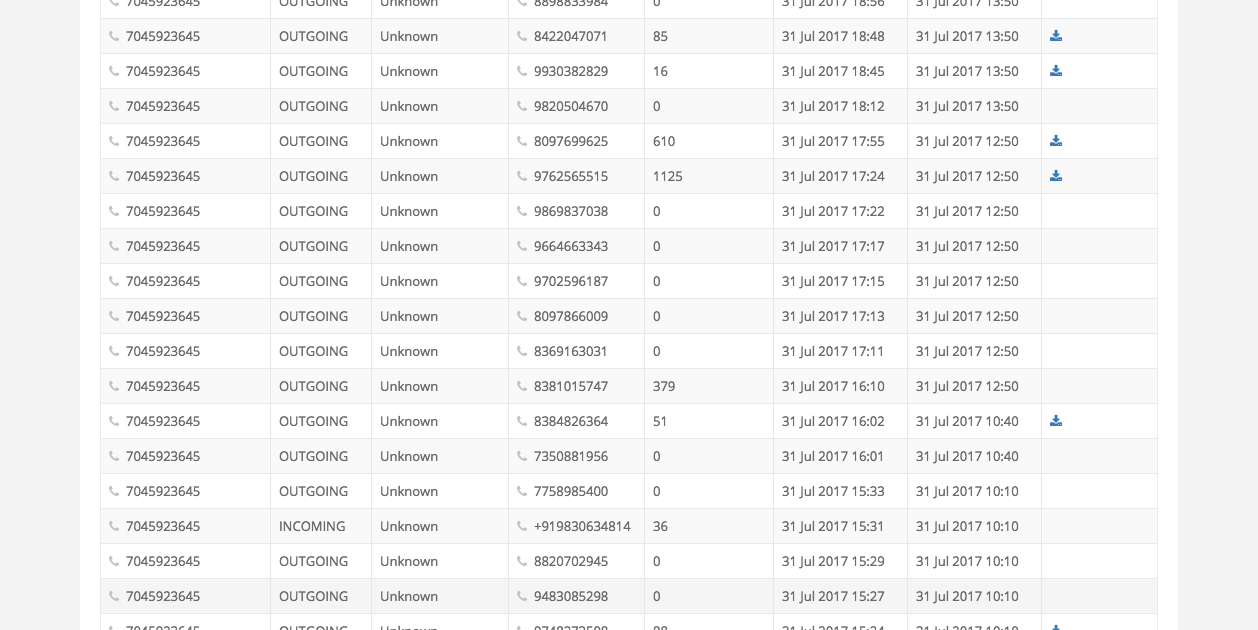 7045923645 OUTGOING Unknown 8898833984 0 31 Jul 2017 18:56 31 Jul 2017 13:50
7045923645 OUTGOING Unknown 8422047071 85 31 Jul 2017 18:48 31 Jul 2017 13:50
7045923645 OUTGOING Unknown 9930382829 16 31 Jul 2017 18:45 31 Jul 2017 13:50
7045923645 OUTGOING Unknown 9820504670 0 31 Jul 2017 18:12 31 Jul 2017 13:50
7045923645 OUTGOING Unknown 8097699625 610 31 Jul 2017 17:55 31 Jul 2017 12:50
7045923645 OUTGOING Unknown 9762565515 1125 31 Jul 2017 17:24 31 Jul 2017 12:50
7045923645 OUTGOING Unknown 9869837038 0 31 Jul 2017 17:22 31 Jul 2017 12:50
7045923645 OUTGOING Unknown 9664663343 0 31 Jul 2017 17:17 31 Jul 2017 12:50
7045923645 OUTGOING Unknown 9702596187 0 31 Jul 2017 17:15 31 Jul 2017 12:50
7045923645 OUTGOING Unknown 8097866009 0 31 Jul 2017 17:13 31 Jul 2017 12:50
7045923645 OUTGOING Unknown 8369163031 0 31 Jul 2017 17:11 31 Jul 2017 12:50
7045923645 OUTGOING Unknown 8381015747 379 31 Jul 2017 16:10 31 Jul 2017 12:50
7045923645 OUTGOING Unknown 8384826364 51 31 Jul 2017 16:02 31 Jul 2017 10:40
7045923645 OUTGOING Unknown 7350881956 0 31 Jul 2017 16:01 31 Jul 2017 10:40
7045923645 OUTGOING Unknown 7758985400 0 31 Jul 2017 15:33 31 Jul 2017 10:10
7045923645 INCOMING Unknown +919830634814 36 31 Jul 2017 15:31 31 Jul 2017 10:10
7045923645 OUTGOING Unknown 8820702945 0 31 Jul 2017 15:29 31 Jul 2017 10:10
7045923645 OUTGOING Unknown 9483085298 0 31 Jul 2017 15:27 31 Jul 2017 10:10
7045923645 OUTGOING Unknown 31 Jul 2017 15:24 31 Jul 2017 10:10